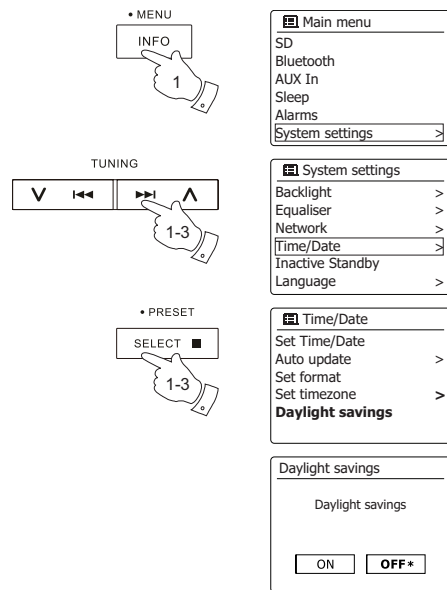 • MENU
INFO
1
TUNING
1-3
• PRESET
SELECT ■
1-3
Main menu
SD
Bluetooth
AUX In
Sleep
Alarms
System settings >
System settings
Backlight >
Equaliser >
Network >
Time/Date >
Inactive Standby
Language >
Time/Date
Set Time/Date
Auto update >
Set format
Set timezone >
Daylight savings
Daylight savings
Daylight savings
ON OFF*